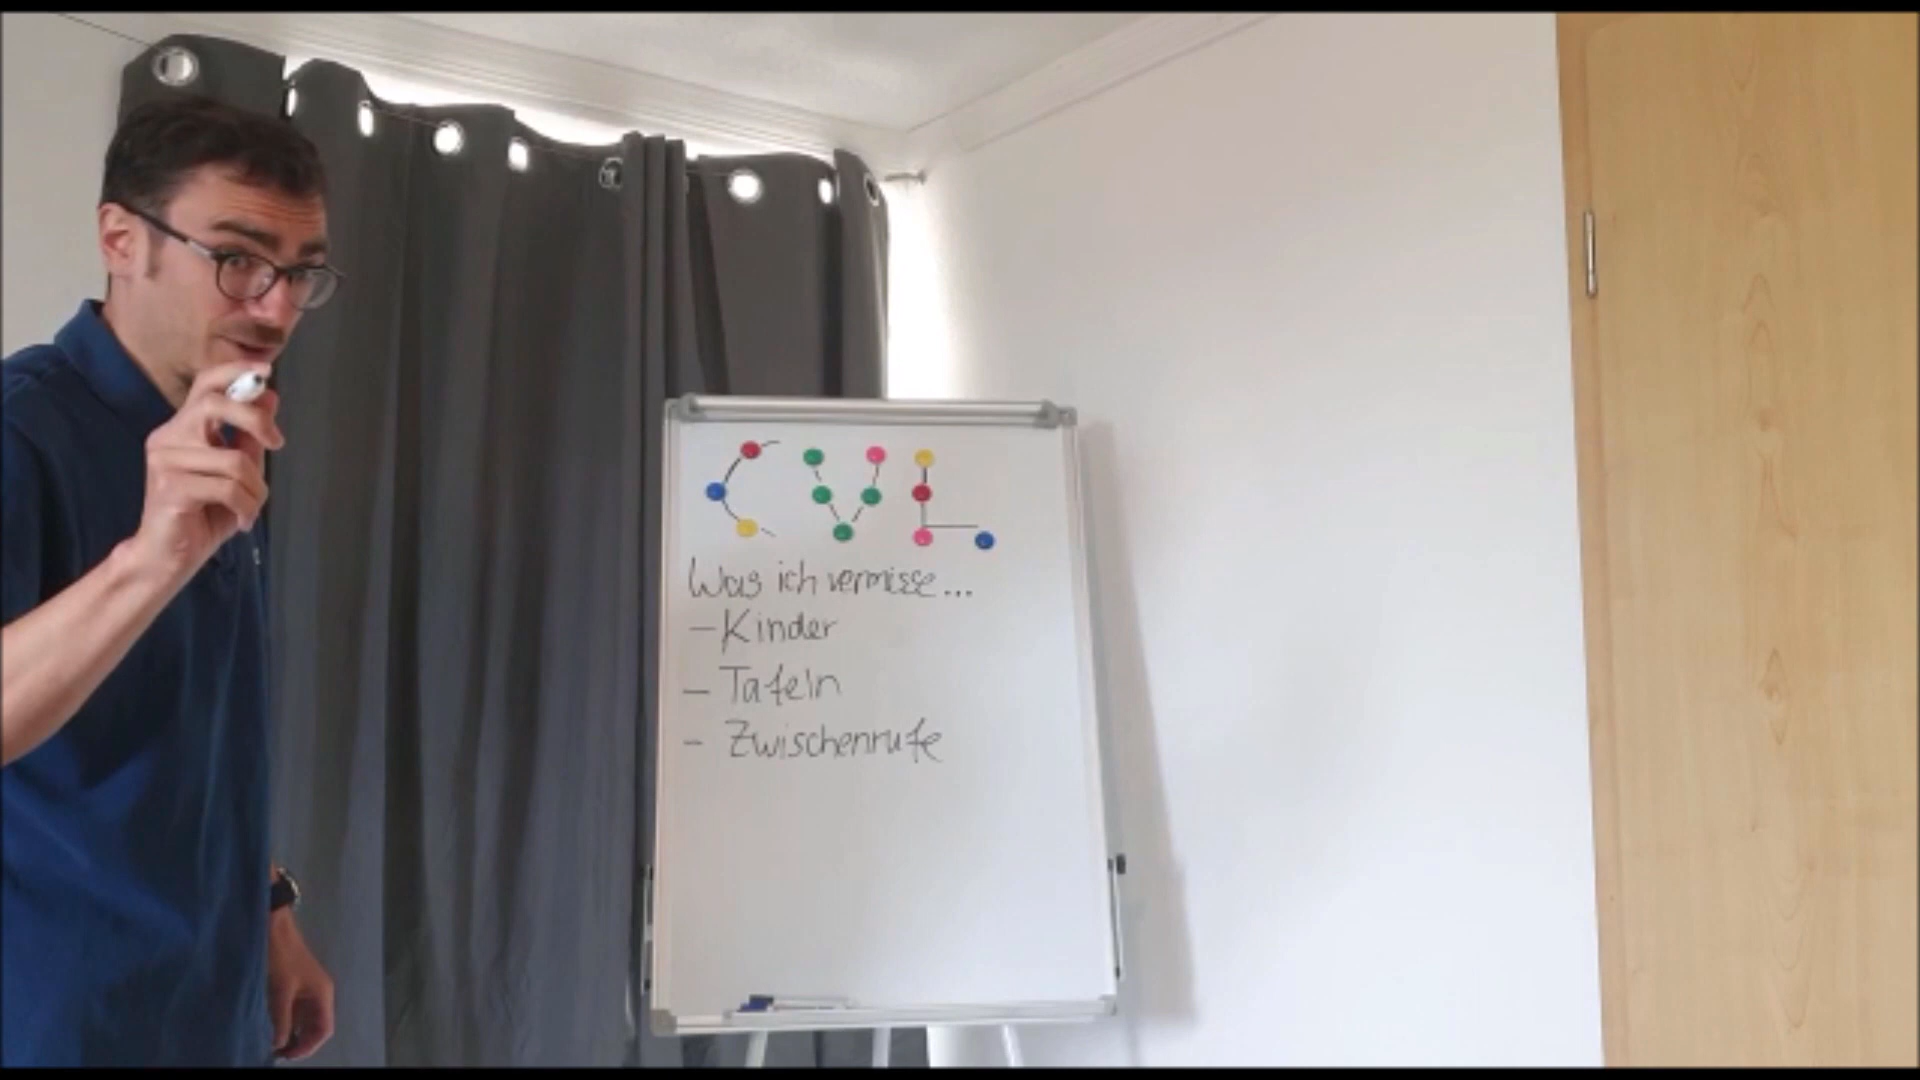 CVL
Was ich vermisse...
- Kinder
- Tafeln
- Zwischenrufe